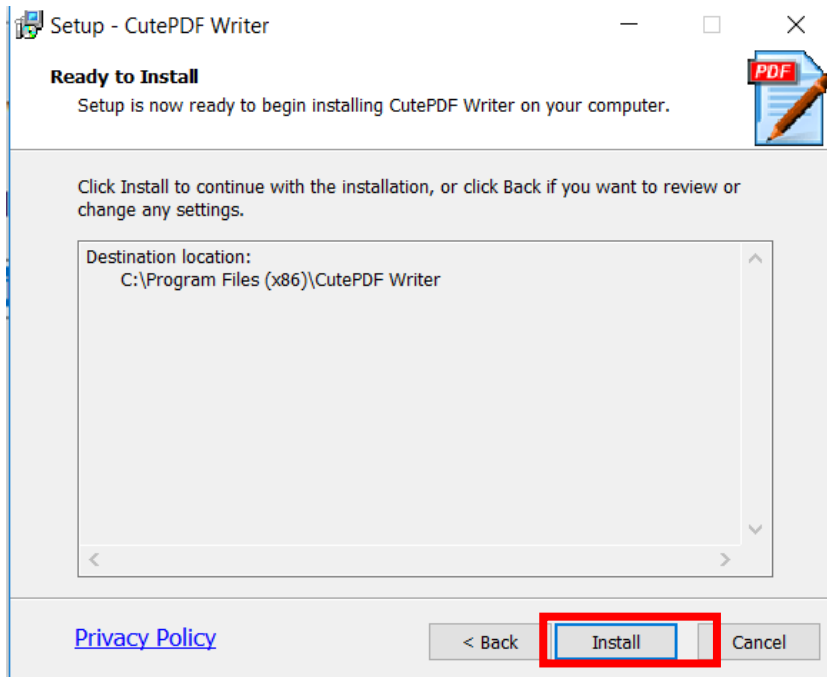 Setup - CutePDF Writer
Ready to Install
Setup is now ready to begin installing CutePDF Writer on your computer.
PDF
Click Install to continue with the installation, or click Back if you want to review or
change any settings.
Destination location:
C:\Program Files (x86)\CutePDF Writer
Privacy Policy
< Back
Install
Cancel